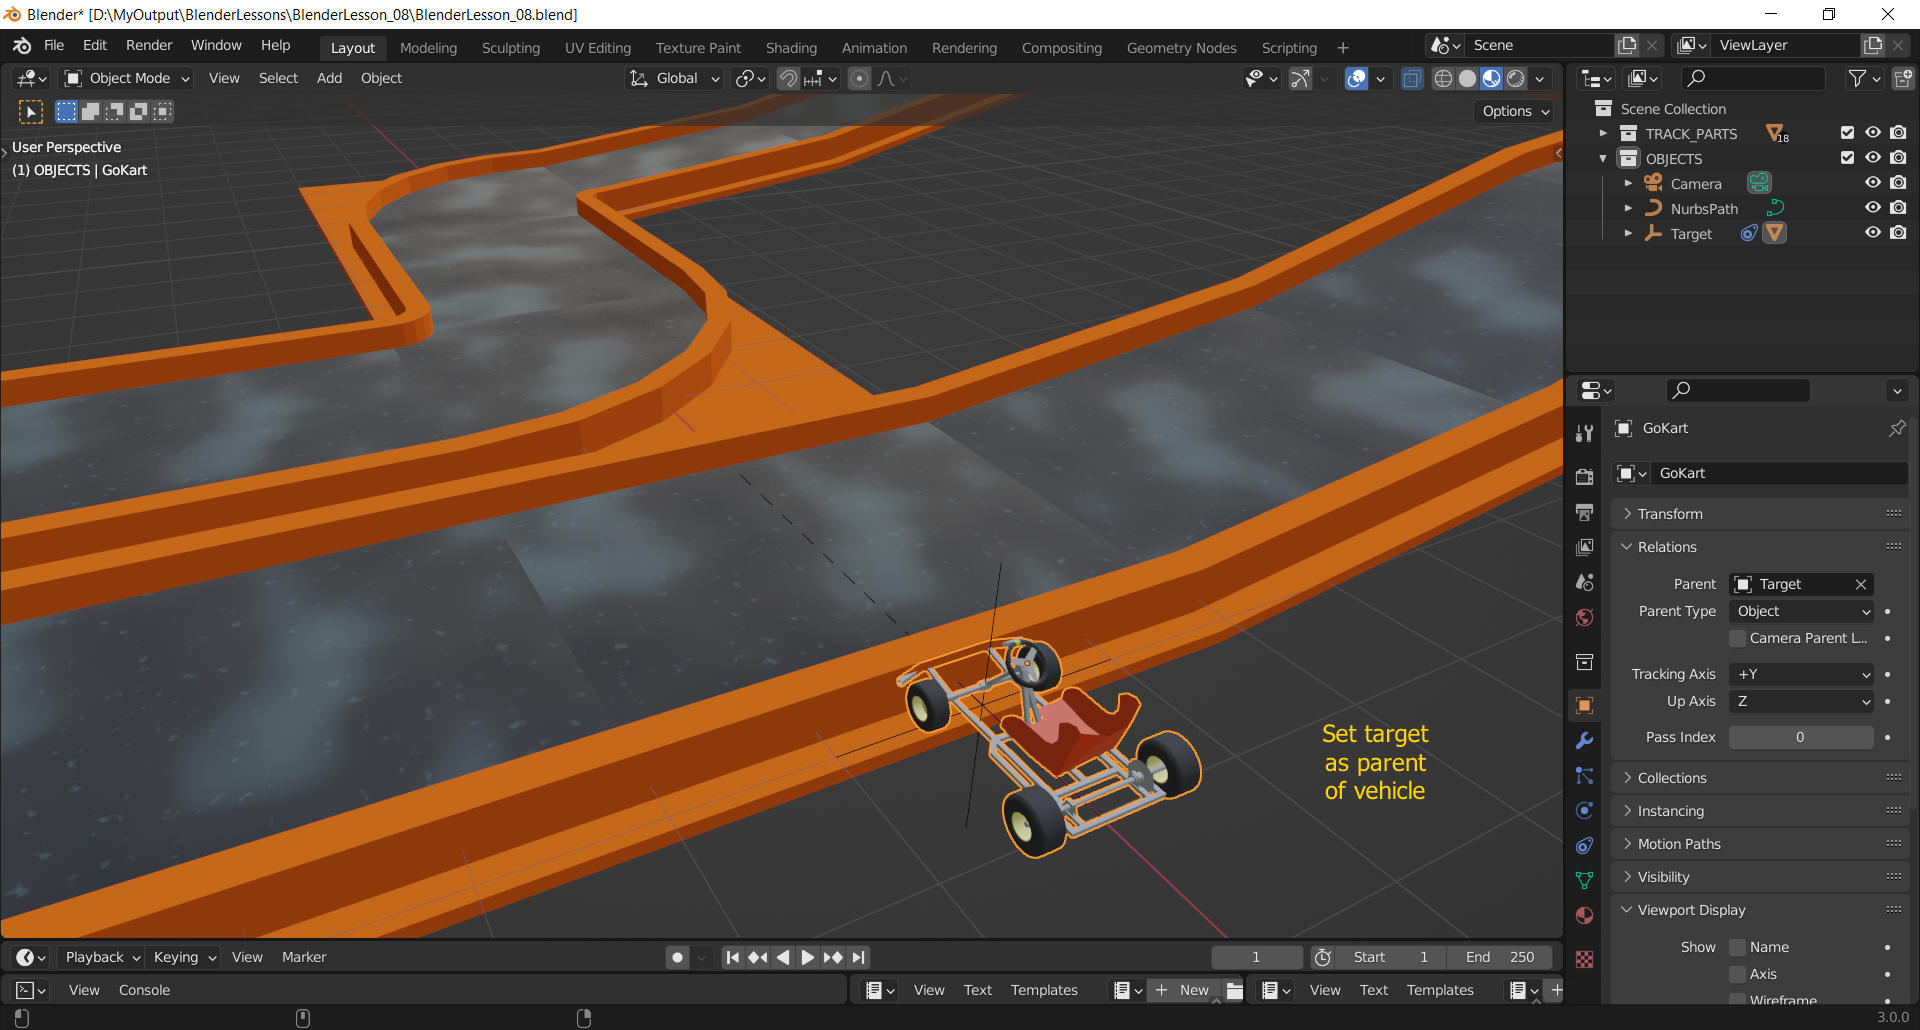 Blender* [D:\MyOutput\BlenderLessons\BlenderLesson_08\BlenderLesson_08.blend]
File Edit Render Window Help Layout Modeling Sculpting UV Editing Texture Paint Shading Animation Rendering Compositing Geometry Nodes Scripting + Scene ViewLayer
Object Mode View Select Add Object Global
Options
User Perspective
(1) OBJECTS | GoKart
Scene Collection
TRACK_PARTS 18
OBJECTS
Camera
NurbsPath
Target
GoKart
GoKart
Transform
Relations
Parent Target
Parent Type Object
Camera Parent L...
Tracking Axis +Y
Up Axis Z
Pass Index 0
Collections
Instancing
Motion Paths
Visibility
Viewport Display
Show Name
Axis
Wireframe
Set target
as parent
of vehicle
Playback Keying View Marker 1 Start 1 End 250
View Console View Text Templates + New View Text Templates +
3.0.0